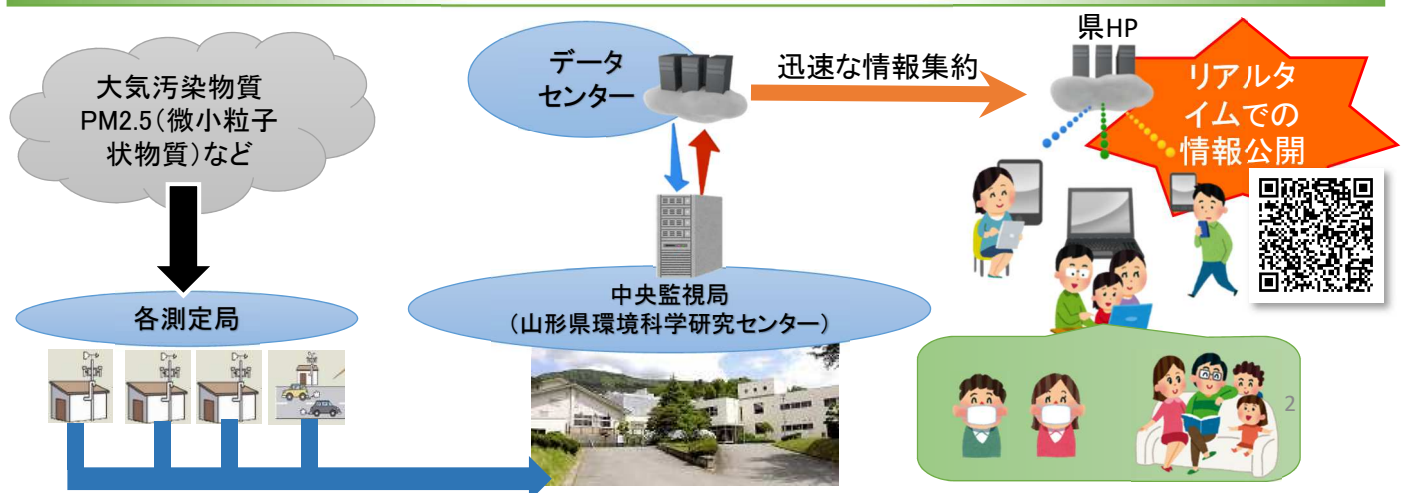 大気汚染物質
PM2.5（微小粒子
状物質）など
各測定局
データ
センター
迅速な情報集約
中央監視局
（山形県環境科学研究センター）
県HP
リアルタ
イムでの
情報公開
2